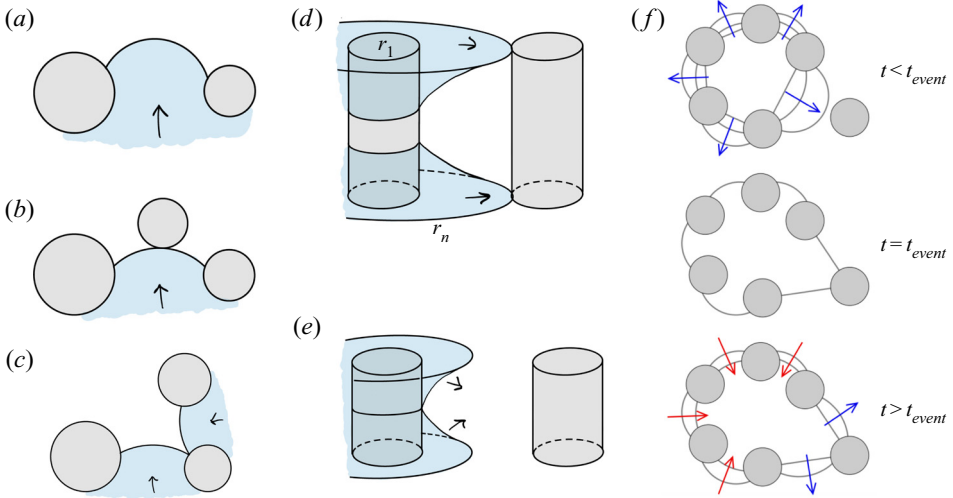 (a)
(b)
(c)
(d)
r1
rn
(e)
(f)
t < tevent
t = tevent
t > tevent